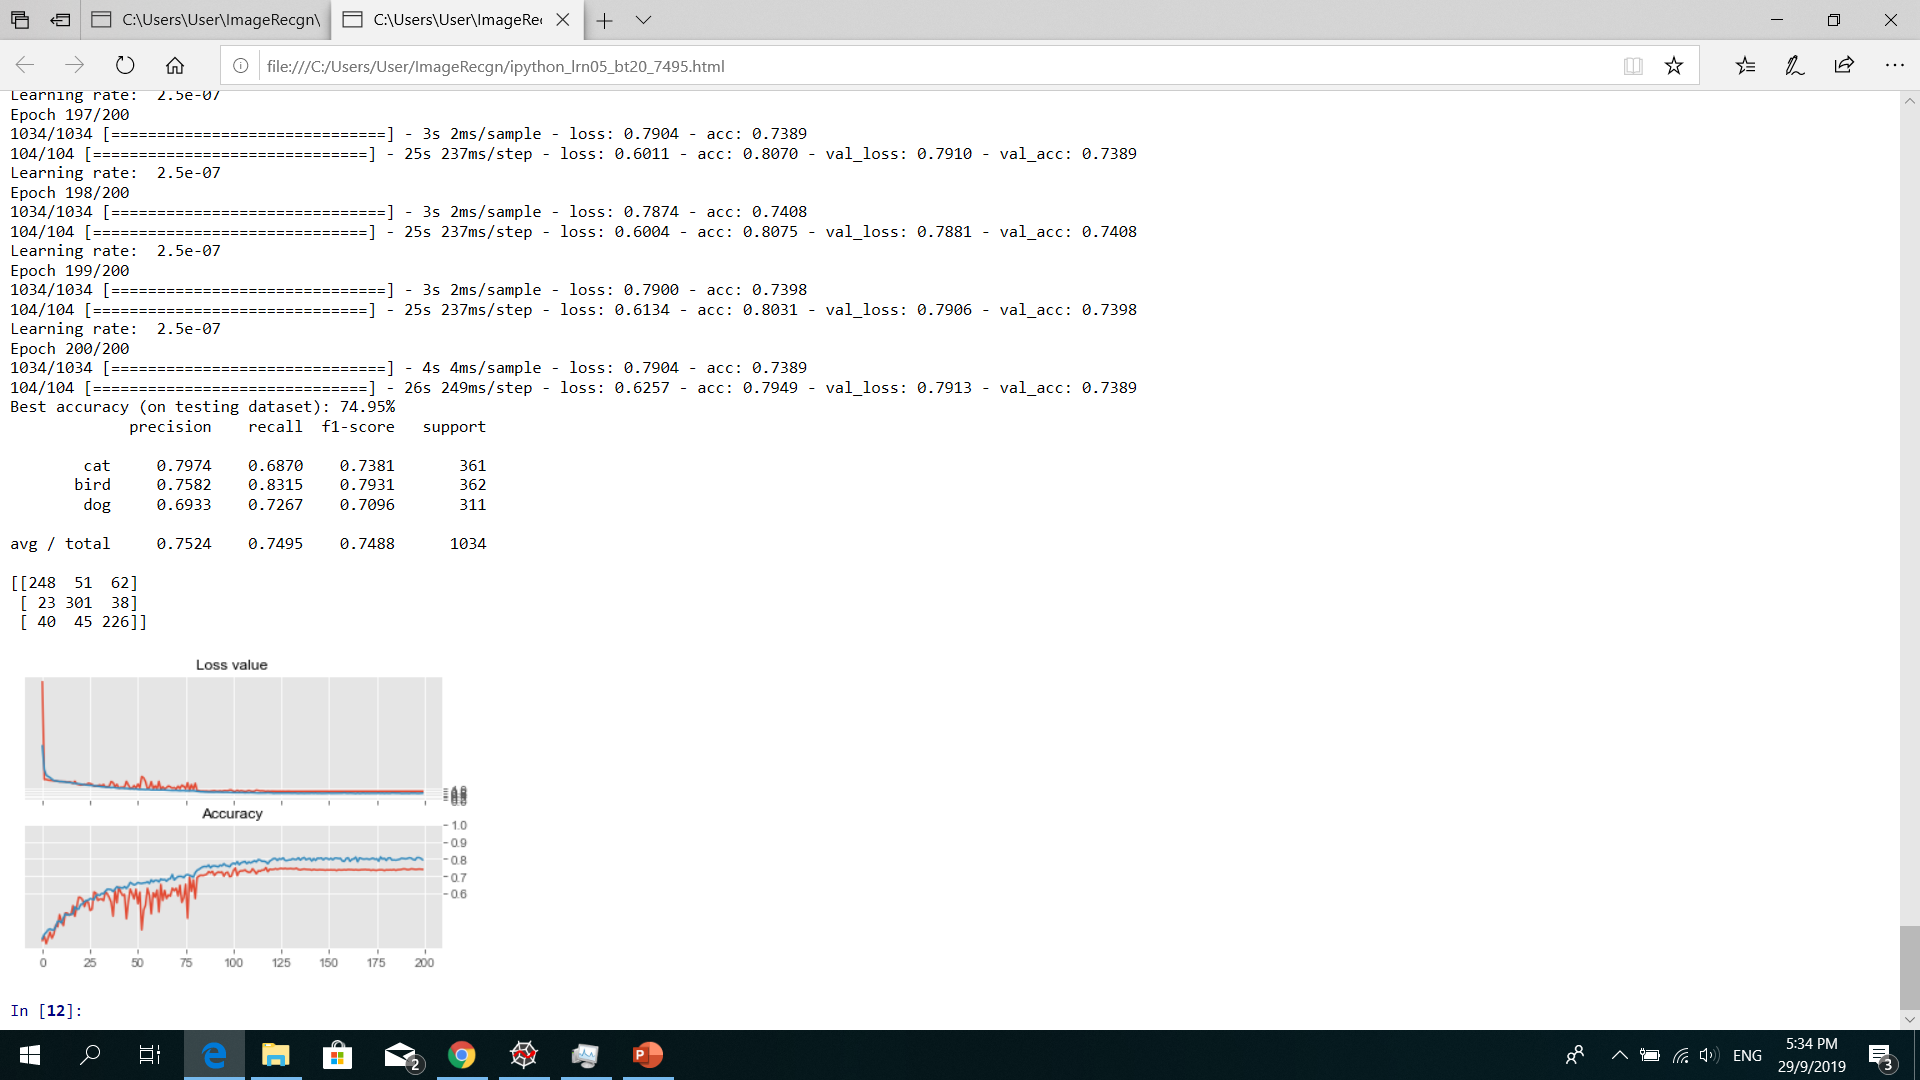 C:\Users\User\ImageRecgn\
C:\Users\User\ImageRec
file:///C:/Users/User/ImageRecgn/ipython_lrn05_bt20_7495.html
Learning rate:  2.5e-07
Epoch 197/200
1034/1034 [==============================] - 3s 2ms/sample - loss: 0.7904 - acc: 0.7389
104/104 [==============================] - 25s 237ms/step - loss: 0.6011 - acc: 0.8070 - val_loss: 0.7910 - val_acc: 0.7389
Learning rate:  2.5e-07
Epoch 198/200
1034/1034 [==============================] - 3s 2ms/sample - loss: 0.7874 - acc: 0.7408
104/104 [==============================] - 25s 237ms/step - loss: 0.6004 - acc: 0.8075 - val_loss: 0.7881 - val_acc: 0.7408
Learning rate:  2.5e-07
Epoch 199/200
1034/1034 [==============================] - 3s 2ms/sample - loss: 0.7900 - acc: 0.7398
104/104 [==============================] - 25s 237ms/step - loss: 0.6134 - acc: 0.8031 - val_loss: 0.7906 - val_acc: 0.7398
Learning rate:  2.5e-07
Epoch 200/200
1034/1034 [==============================] - 4s 4ms/sample - loss: 0.7904 - acc: 0.7389
104/104 [==============================] - 26s 249ms/step - loss: 0.6257 - acc: 0.7949 - val_loss: 0.7913 - val_acc: 0.7389
Best accuracy (on testing dataset): 74.95%
precision    recall  f1-score   support
cat     0.7974    0.6870    0.7381       361
bird     0.7582    0.8315    0.7931       362
dog     0.6933    0.7267    0.7096       311
avg / total     0.7524    0.7495    0.7488      1034
[[248  51  62]
[ 23 301  38]
[ 40  45 226]]
Loss value
Accuracy
1.0
0.9
0.8
0.7
0.6
0 25 50 75 100 125 150 175 200
In [12]:
2
P
ENG
5:34 PM
29/9/2019
3